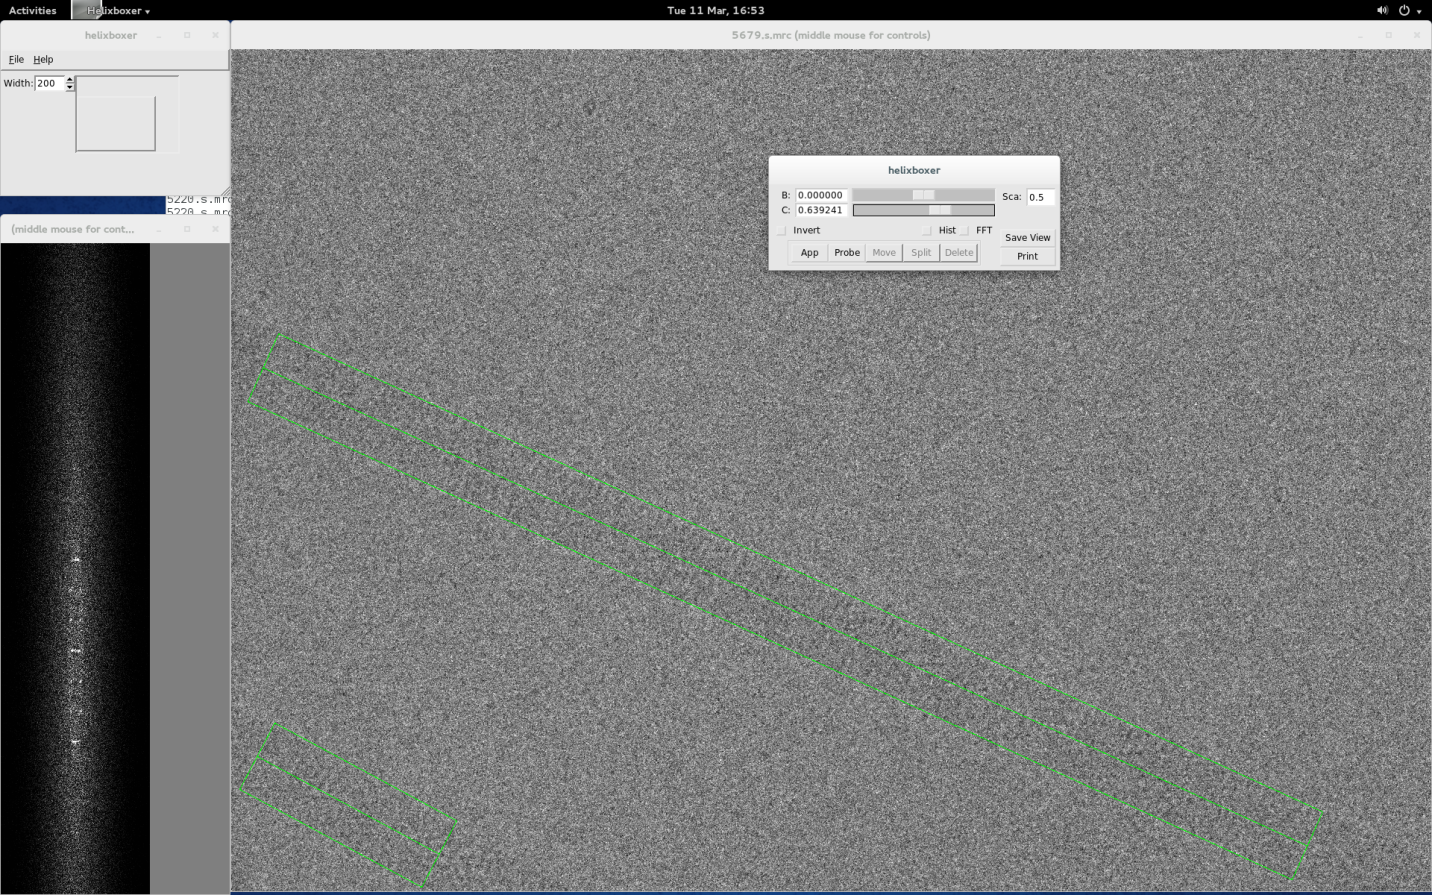 Activities Helixboxer Tue 11 Mar, 16:53
helixboxer
5679.s.mrc (middle mouse for controls)
File Help
Width: 200
5220.s.mrc
5220.s.mrc
(middle mouse for cont...
helixboxer
B: 0.000000
Sca: 0.5
C: 0.639241
Invert Hist FFT
Save View
App Probe Move Split Delete
Print